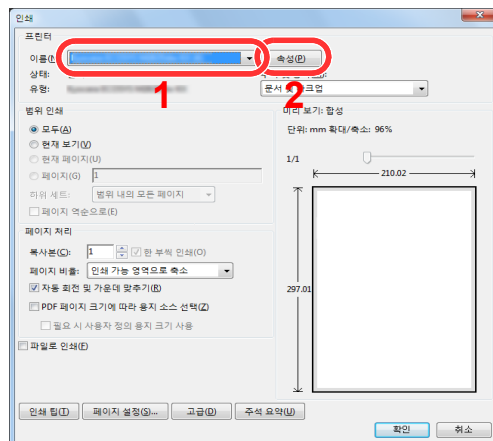 인쇄
프린터
속성(P)
상태:
유형:
문서 및
1
2
범위 인쇄
미리 보기: 합성
모두(A)
단위: mm 확대/축소: 96%
현재 보기(V)
현재 페이지(U)
1/1
페이지(G) 1
210.02
하위 세트: 범위 내의 모든 페이지
페이지 역순으로(E)
페이지 처리
복사본(C): 1 한 부씩 인쇄(O)
페이지 비율: 인쇄 가능 영역으로 축소
자동 회전 및 가운데 맞추기(R)
297.01
PDF 페이지 크기에 따라 용지 소스 선택(Z)
필요 시 사용자 정의 용지 크기 사용
파일로 인쇄(F)
인쇄 팁(T) 페이지 설정(S)... 고급(D) 주석 요약(U)
확인 취소